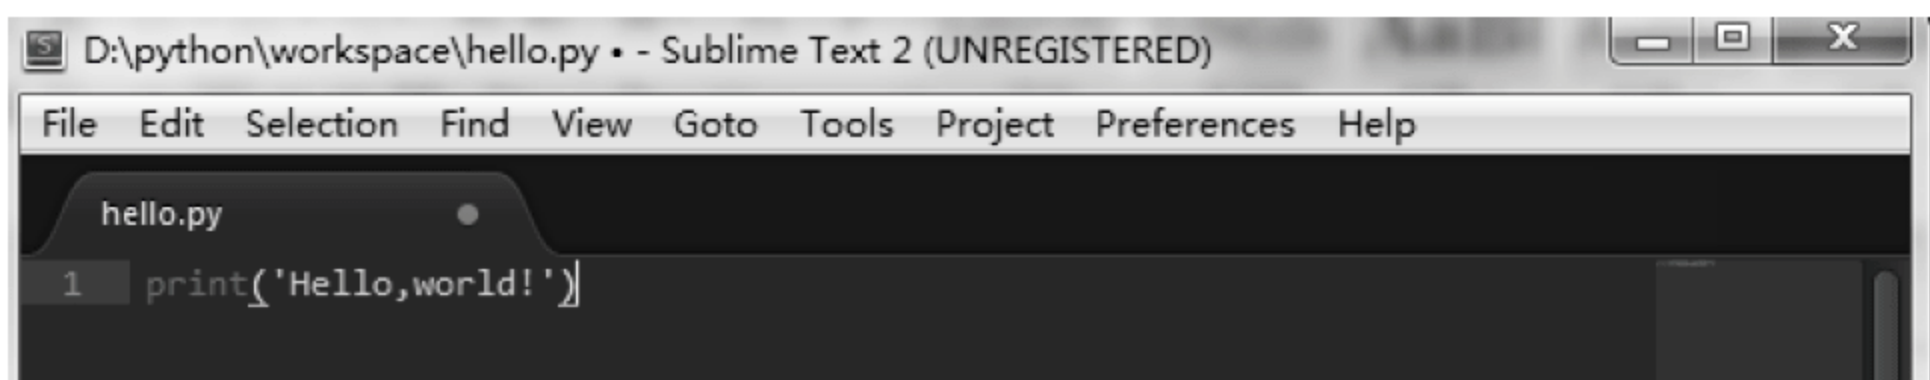 D:\python\workspace\hello.py • - Sublime Text 2 (UNREGISTERED)
File Edit Selection Find View Goto Tools Project Preferences Help
hello.py
1 print('Hello,world!')